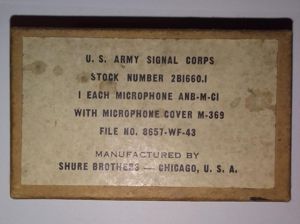 U. S. ARMY SIGNAL CORPS
STOCK NUMBER 2B1660.1
1 EACH MICROPHONE ANB-M-C1
WITH MICROPHONE COVER M-369
FILE NO. 8657-WF-43
MANUFACTURED BY
SHURE BROTHERS — CHICAGO, U. S. A.